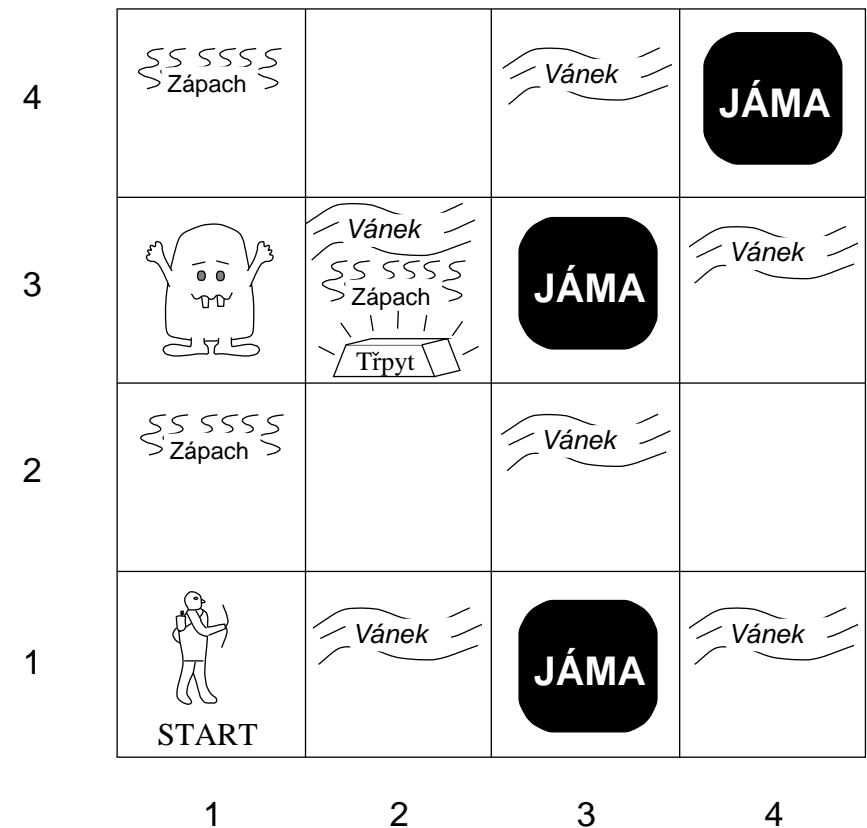 4
Zápach
Vánek
JÁMA
3
Vánek
Zápach
Třpyt
JÁMA
Vánek
2
Zápach
Vánek
1
START
Vánek
JÁMA
Vánek
1 2 3 4